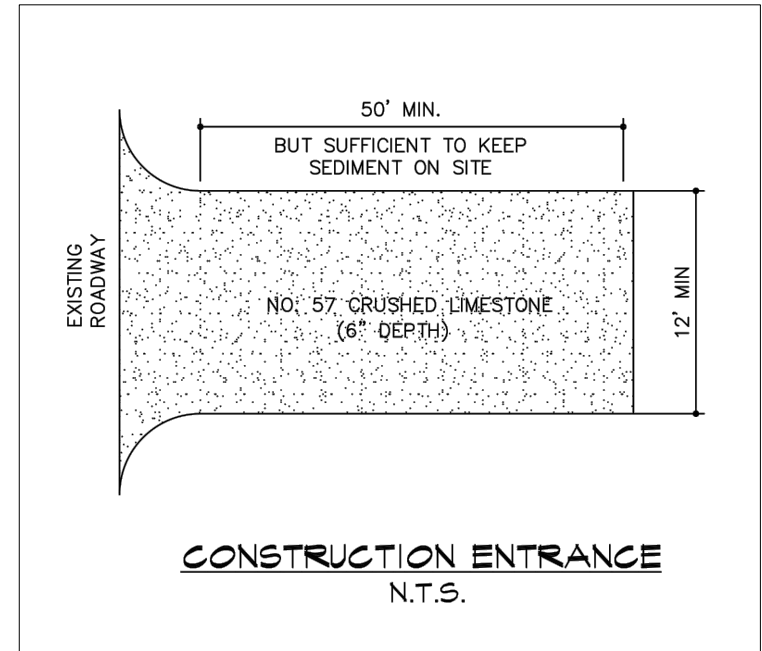 50' MIN.
BUT SUFFICIENT TO KEEP
SEDIMENT ON SITE
EXISTING
ROADWAY
NO. 57 CRUSHED LIMESTONE
(6" DEPTH)
12' MIN
CONSTRUCTION ENTRANCE
N.T.S.